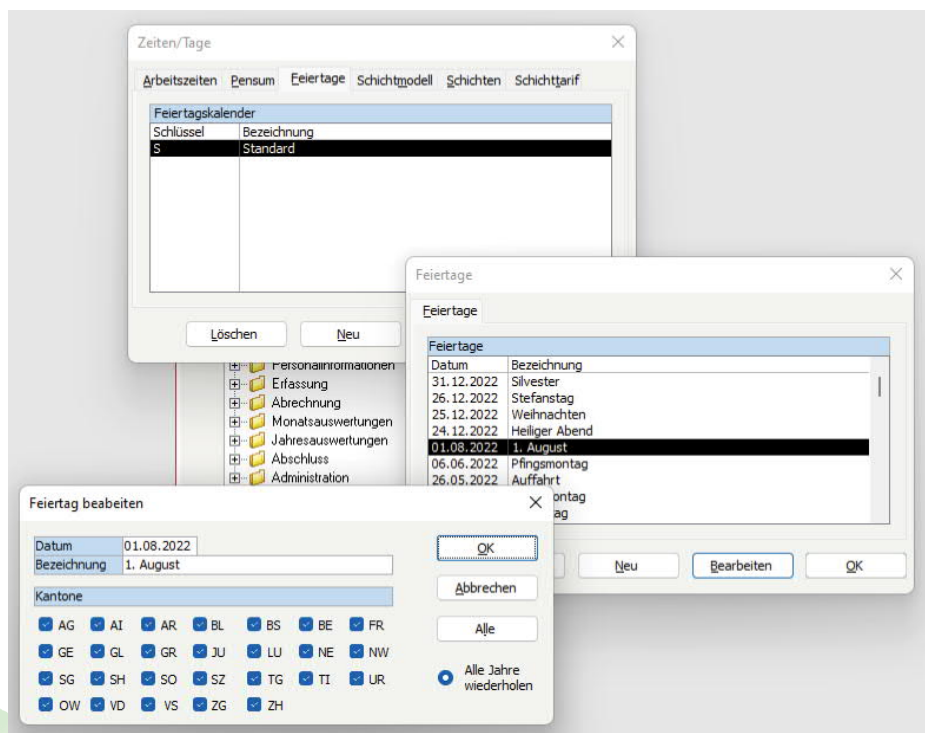 Zeiten/Tage
Arbeitszeiten Pensum Feiertage Schichtmodell Schichten Schichttarif
Feiertagskalender
Schlüssel Bezeichnung
S Standard
Löschen Neu
Personalinformationen
Erfassung
Abrechnung
Monatsauswertungen
Jahresauswertungen
Abschluss
Administration
Feiertage
Feiertage
Feiertage
Datum Bezeichnung
31.12.2022 Silvester
26.12.2022 Stefanstag
25.12.2022 Weihnachten
24.12.2022 Heiliger Abend
01.08.2022 1. August
06.06.2022 Pfingsmontag
26.05.2022 Auffahrt
ontag
ag
Neu Bearbeiten OK
Feiertag beabeiten
Datum 01.08.2022
Bezeichnung 1. August
Kantone
AG AI AR BL BS BE FR
GE GL GR JU LU NE NW
SG SH SO SZ TG TI UR
OW VD VS ZG ZH
OK
Abbrechen
Alle
Alle Jahre
wiederholen